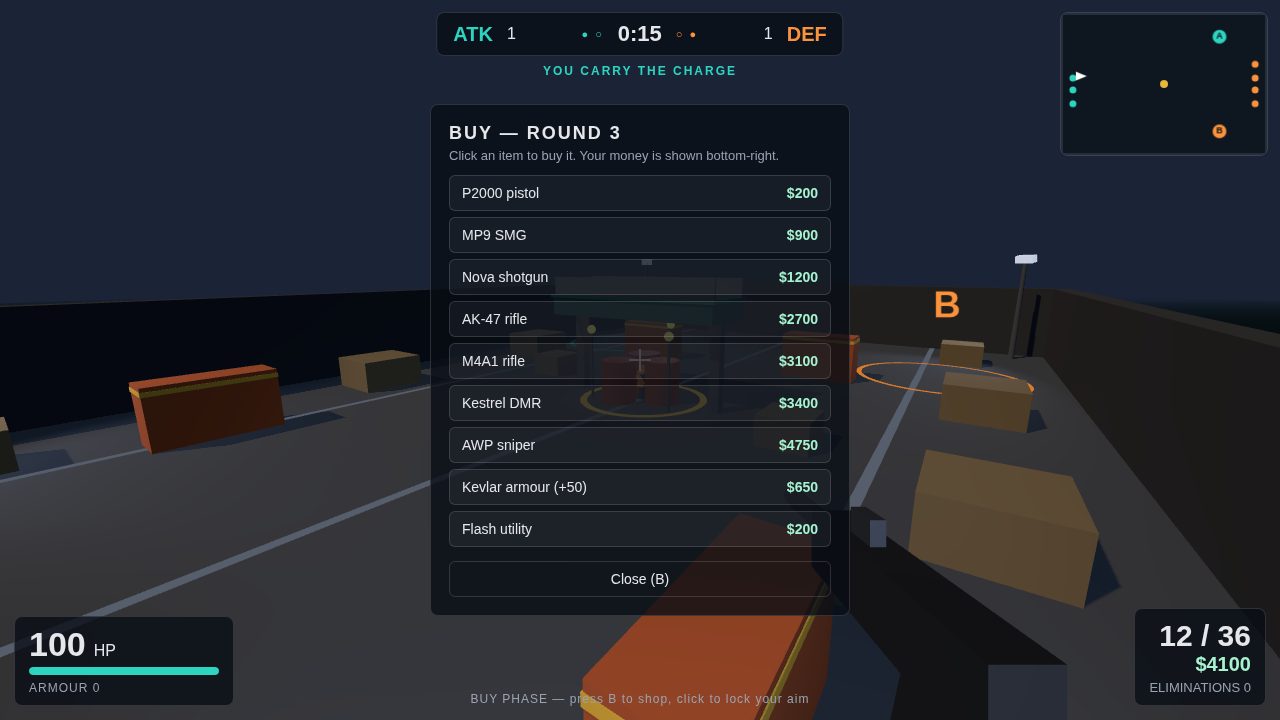 ATK 1 0:15 1 DEF
YOU CARRY THE CHARGE
A
B
BUY — ROUND 3
Click an item to buy it. Your money is shown bottom-right.
P2000 pistol $200
MP9 SMG $900
Nova shotgun $1200
AK-47 rifle $2700
M4A1 rifle $3100
Kestrel DMR $3400
AWP sniper $4750
Kevlar armour (+50) $650
Flash utility $200
Close (B)
B
100 HP
ARMOUR 0
12 / 36
$4100
ELIMINATIONS 0
BUY PHASE — press B to shop, click to lock your aim